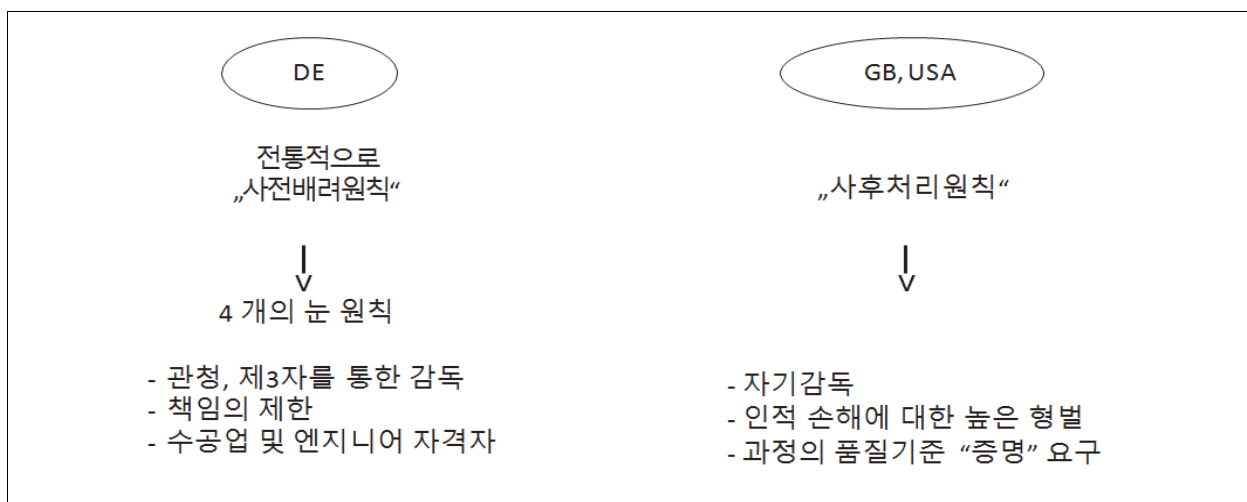 DE
전통적으로
„사전배려원칙“
4 개의 눈 원칙
- 관청, 제3자를 통한 감독
- 책임의 제한
- 수공업 및 엔지니어 자격자
GB, USA
„사후처리원칙“
- 자기감독
- 인적 손해에 대한 높은 형벌
- 과정의 품질기준 “증명” 요구